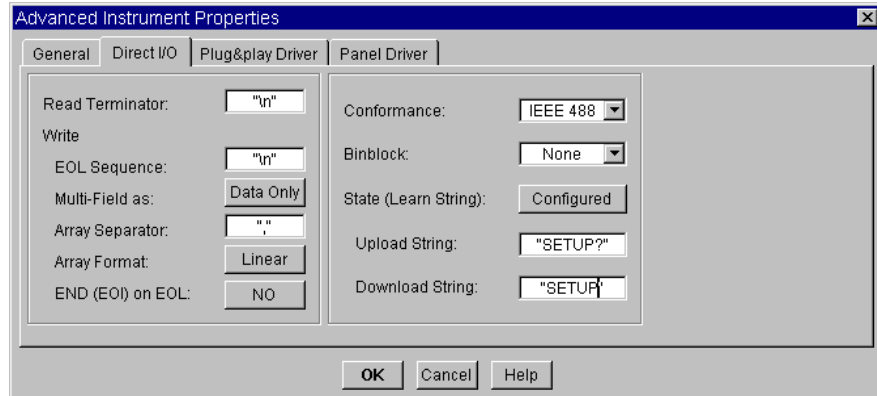 Advanced Instrument Properties
General Direct I/O Plug&play Driver Panel Driver
Read Terminator: "\n"
Write
EOL Sequence: "\n"
Multi-Field as: Data Only
Array Separator: ","
Array Format: Linear
END (EOI) on EOL: NO
Conformance: IEEE 488
Binblock: None
State (Learn String): Configured
Upload String: "SETUP?"
Download String: "SETUP"
OK Cancel Help